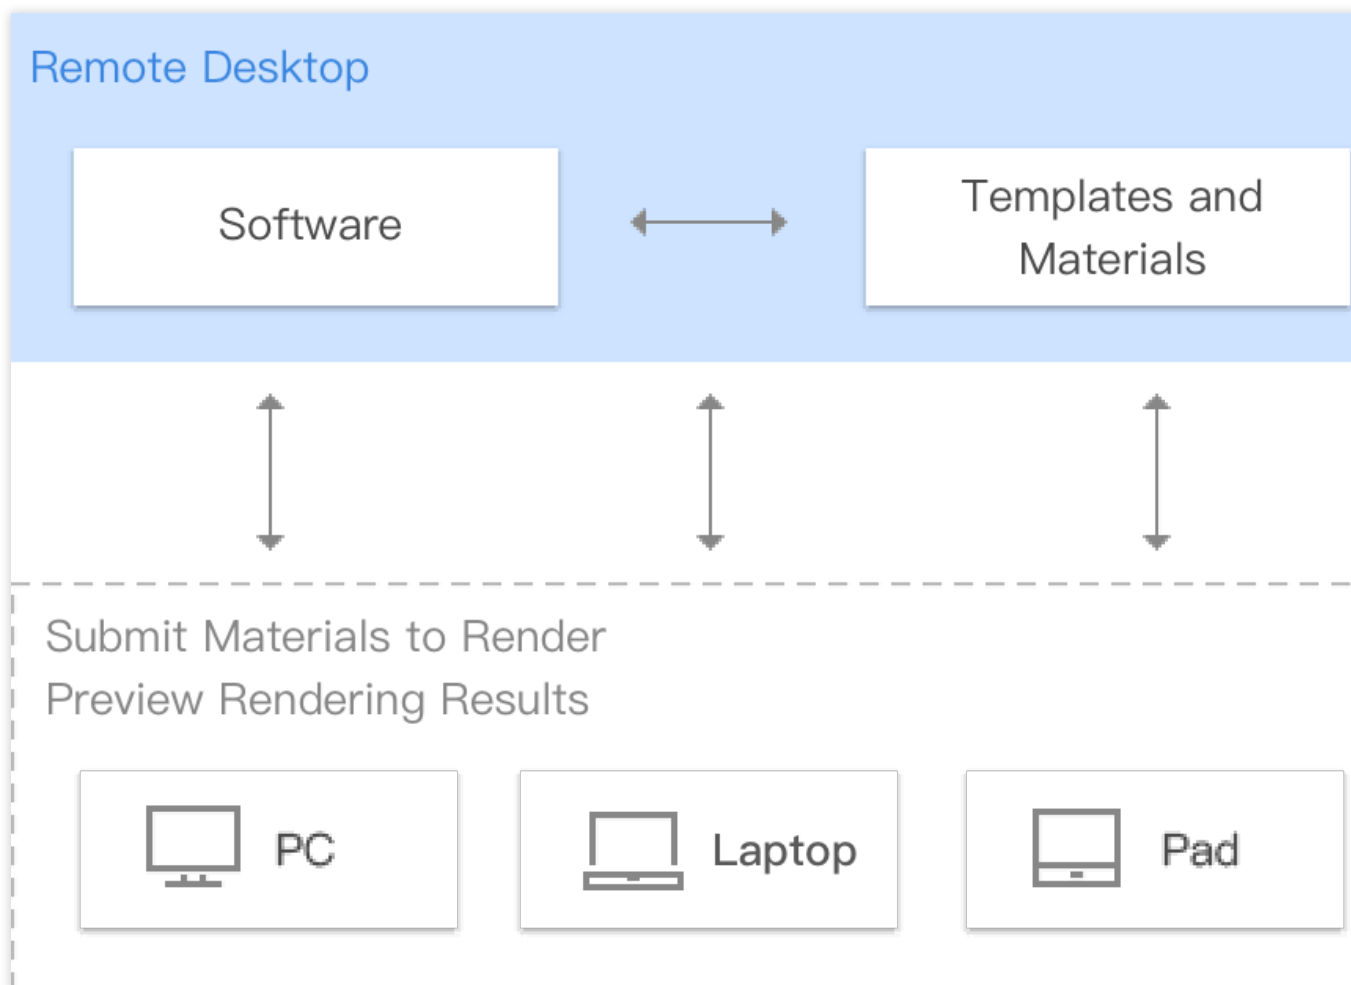 Remote Desktop
Software
Templates and
Materials
Submit Materials to Render
Preview Rendering Results
PC
Laptop
Pad